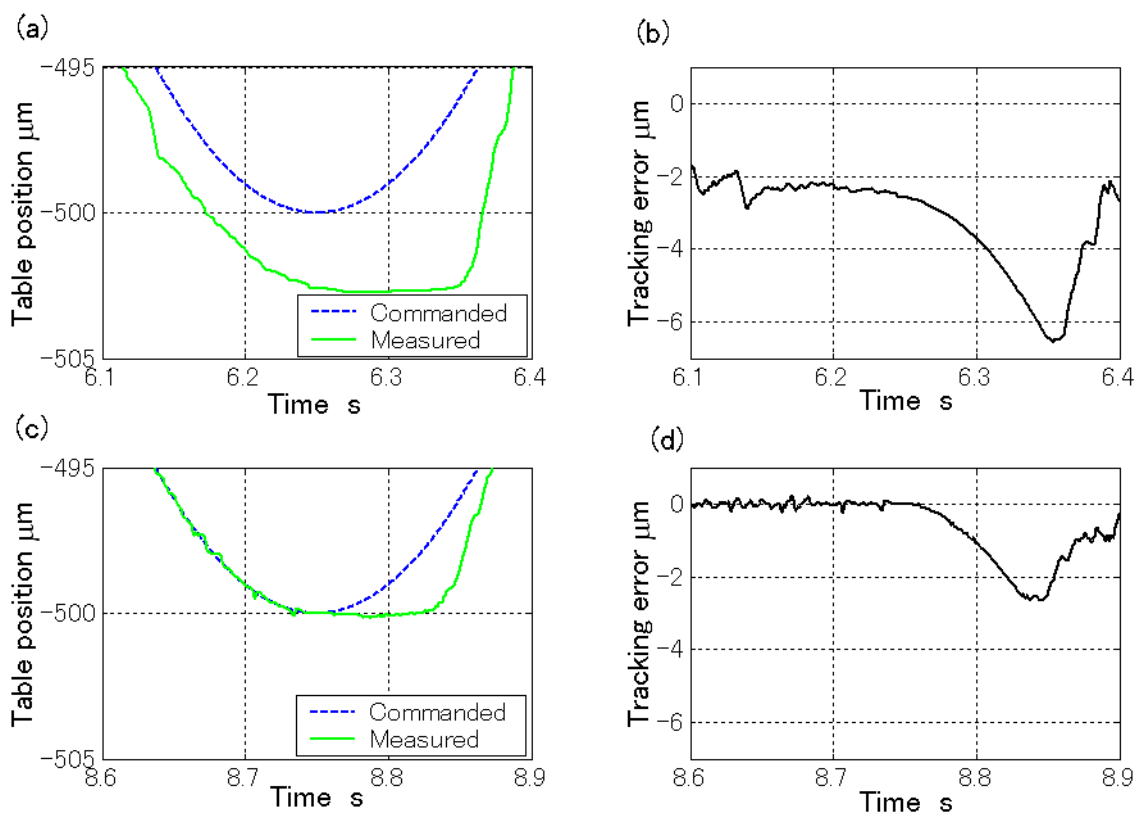 (a)
Table position μm
-495
-500
-505
6.1 6.2 6.3 6.4
Time s
Commanded
Measured
(b)
Tracking error μm
0
-2
-4
-6
6.1 6.2 6.3 6.4
Time s
(c)
Table position μm
-495
-500
-505
8.6 8.7 8.8 8.9
Time s
Commanded
Measured
(d)
Tracking error μm
0
-2
-4
-6
8.6 8.7 8.8 8.9
Time s